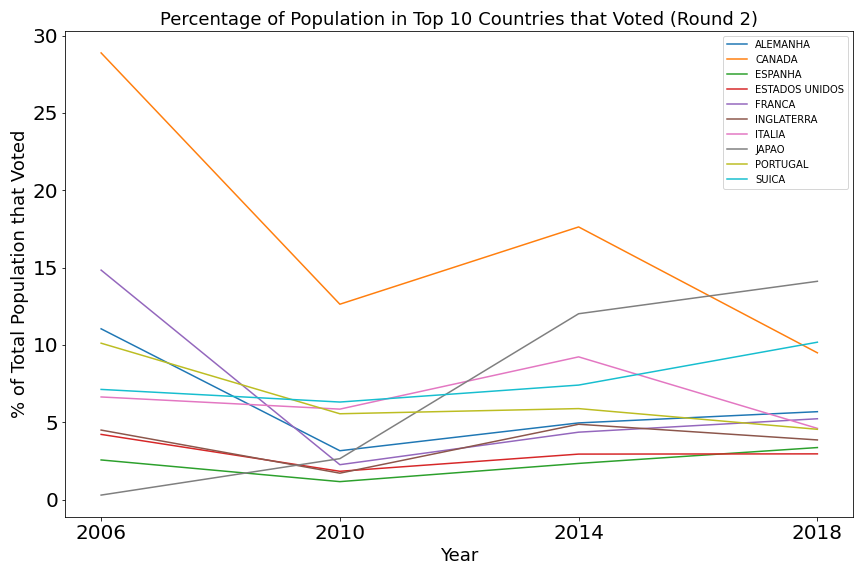 Percentage of Population in Top 10 Countries that Voted (Round 2)
% of Total Population that Voted
30
25
20
15
10
5
0
2006 2010 2014 2018
Year
ALEMANHA
CANADA
ESPANHA
ESTADOS UNIDOS
FRANCA
INGLATERRA
ITALIA
JAPAO
PORTUGAL
SUICA